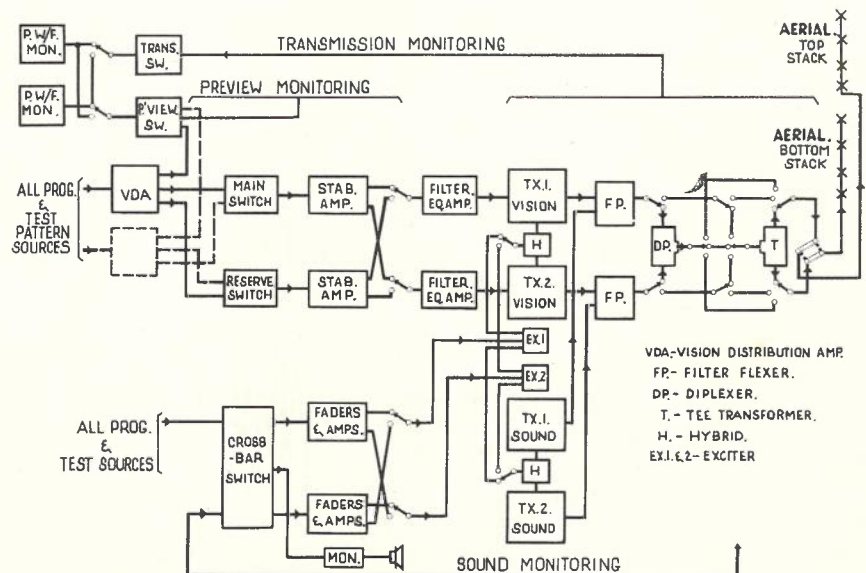 P. W/F.
MON.
TRANS.
SW.
TRANSMISSION MONITORING
AERIAL.
TOP
STACK
P. W/F.
MON.
P'VIEW.
SW.
PREVIEW MONITORING
AERIAL.
BOTTOM
STACK
ALL PROG.
&
TEST
PATTERN
SOURCES
VDA
MAIN
SWITCH
STAB.
AMP.
FILTER.
EQ.AMP.
TX.1.
VISION
FP.
H
DP.
T
RESERVE
SWITCH
STAB.
AMP.
FILTER.
EQ.AMP.
TX.2.
VISION
FP.
EX.1
EX.2
VDA.-VISION DISTRIBUTION AMP.
FP.- FILTER FLEXER.
DP.- DIPLEXER.
T.- TEE TRANSFORMER.
H.- HYBRID.
EX.1.&2-EXCITER
ALL PROG.
&
TEST SOURCES
CROSS
-BAR
SWITCH
FADERS
& AMPS.
FADERS
& AMPS.
TX.1.
SOUND
H
TX.2.
SOUND
MON.
SOUND MONITORING